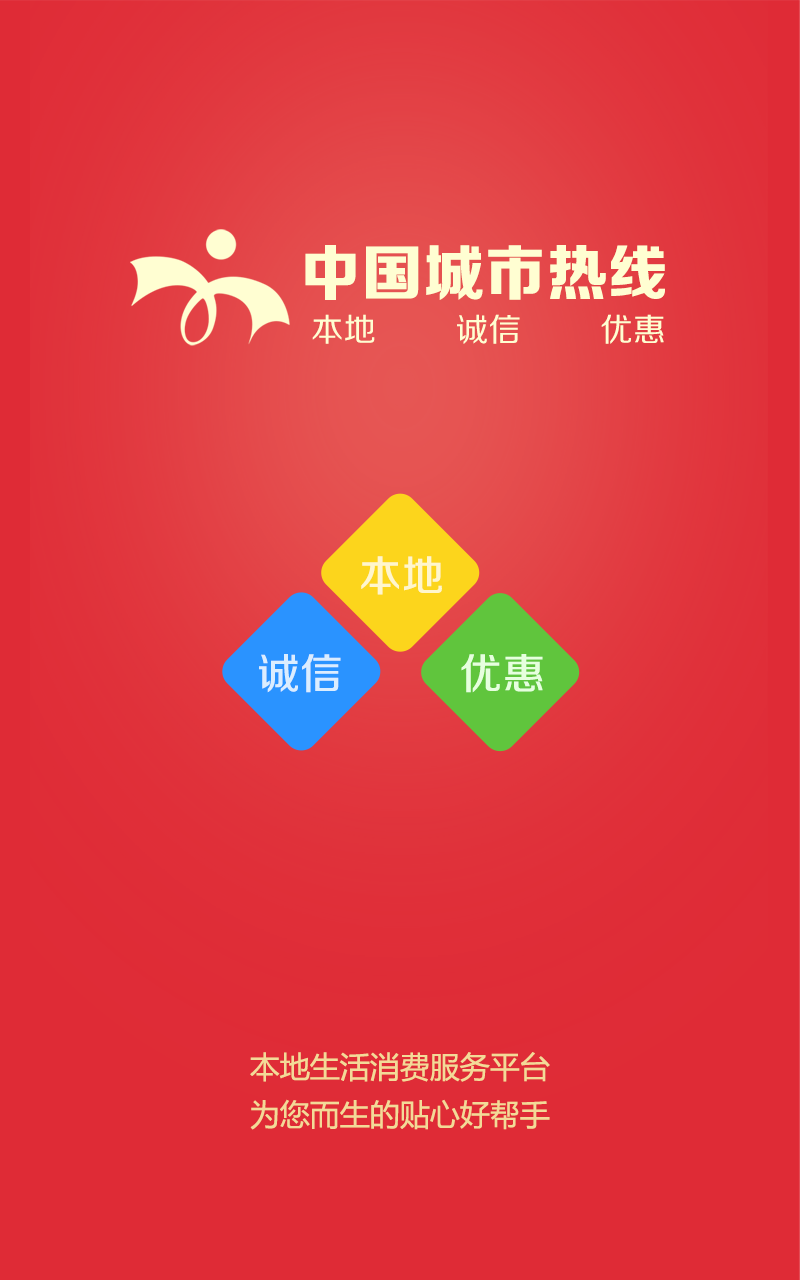 中国城市热线
本地 诚信 优惠
本地
诚信 优惠
本地生活消费服务平台
为您而生的贴心好帮手